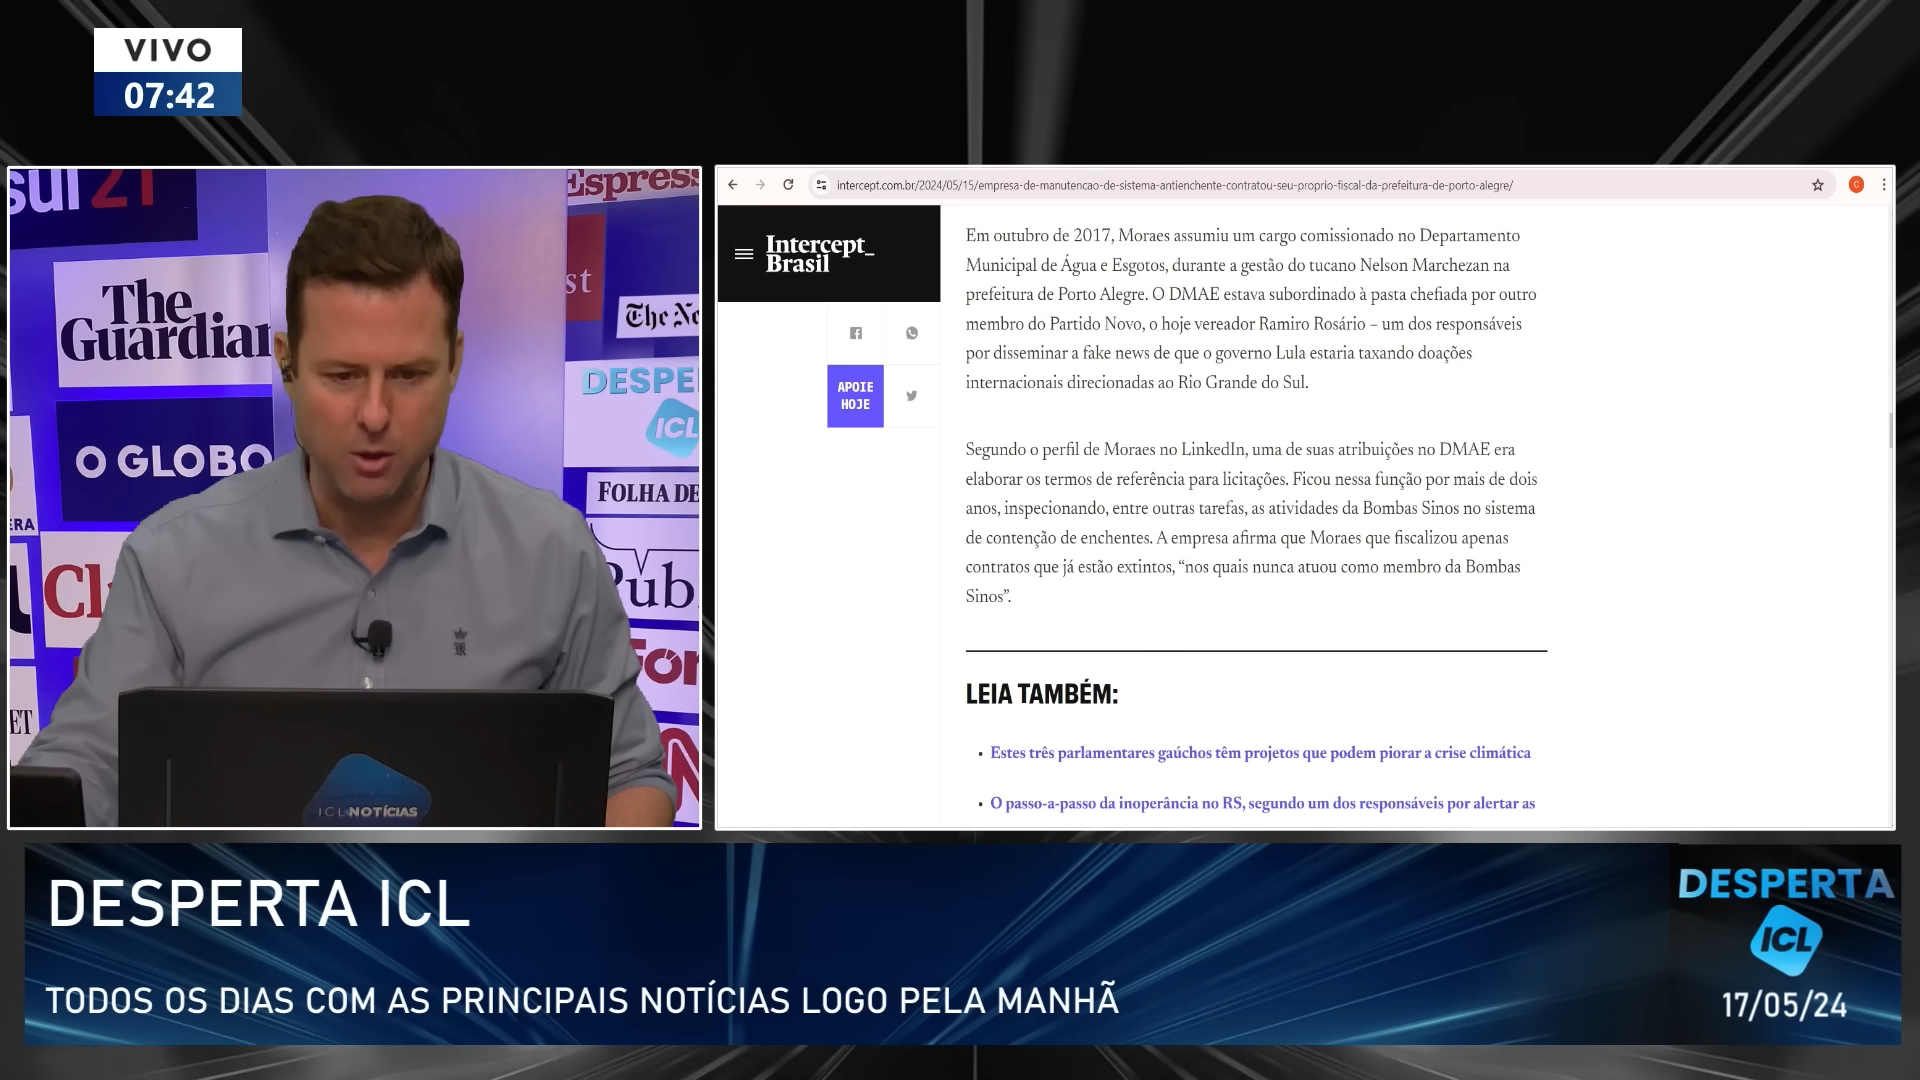 VIVO
07:42
sul 21
Espress
The
Guardian
The
DESPE
ICL
O GLOBO
FOLHA DE
ICL NOTÍCIAS
intercept.com.br/2024/05/15/empresa-de-manutencao-de-sistema-antienchente-contratou-seu-proprio-fiscal-da-prefeitura-de-porto-alegre/
Intercept_
Brasil
APOIE
HOJE
Em outubro de 2017, Moraes assumiu um cargo comissionado no Departamento
Municipal de Água e Esgotos, durante a gestão do tucano Nelson Marchezan na
prefeitura de Porto Alegre. O DMAE estava subordinado à pasta chefiada por outro
membro do Partido Novo, o hoje vereador Ramiro Rosário – um dos responsáveis
por disseminar a fake news de que o governo Lula estaria taxando doações
internacionais direcionadas ao Rio Grande do Sul.
Segundo o perfil de Moraes no LinkedIn, uma de suas atribuições no DMAE era
elaborar os termos de referência para licitações. Ficou nessa função por mais de dois
anos, inspecionando, entre outras tarefas, as atividades da Bombas Sinos no sistema
de contenção de enchentes. A empresa afirma que Moraes que fiscalizou apenas
contratos que já estão extintos, “nos quais nunca atuou como membro da Bombas
Sinos”.
LEIA TAMBÉM:
• Estes três parlamentares gaúchos têm projetos que podem piorar a crise climática
• O passo-a-passo da inoperância no RS, segundo um dos responsáveis por alertar as
DESPERTA ICL
TODOS OS DIAS COM AS PRINCIPAIS NOTÍCIAS LOGO PELA MANHÃ
DESPERTA
ICL
17/05/24